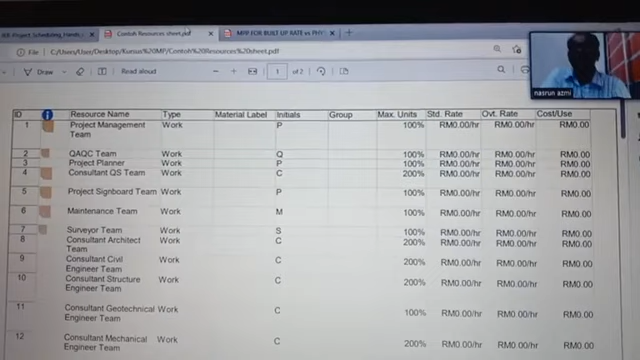 Contoh Resources sheet.pdf
MPP FOR BUILT UP RATE vs PHY
File
C:/Users/User/Desktop/Kursus%20MP/Contoh%20Resources%20sheet.pdf
Draw
Read aloud
1
of 2
nasrun azmi
ID Resource Name Type Material Label Initials Group Max. Units Std. Rate Ovt. Rate Cost/Use
1 Project Management Work P 100% RM0.00/hr RM0.00/hr RM0.00
Team
2 QAQC Team Work Q 100% RM0.00/hr RM0.00/hr RM0.00
3 Project Planner Work P 100% RM0.00/hr RM0.00/hr RM0.00
4 Consultant QS Team Work C 200% RM0.00/hr RM0.00/hr RM0.00
5 Project Signboard Team Work P 100% RM0.00/hr RM0.00/hr RM0.00
6 Maintenance Team Work M 100% RM0.00/hr RM0.00/hr RM0.00
7 Surveyor Team Work S 100% RM0.00/hr RM0.00/hr RM0.00
8 Consultant Architect Work C 200% RM0.00/hr RM0.00/hr RM0.00
Team
9 Consultant Civil Work C 200% RM0.00/hr RM0.00/hr RM0.00
Engineer Team
10 Consultant Structure Work C 200% RM0.00/hr RM0.00/hr RM0.00
Engineer Team
11 Consultant Geotechnical Work C 100% RM0.00/hr RM0.00/hr RM0.00
Engineer Team
12 Consultant Mechanical Work C 200% RM0.00/hr RM0.00/hr RM0.00
Engineer Team